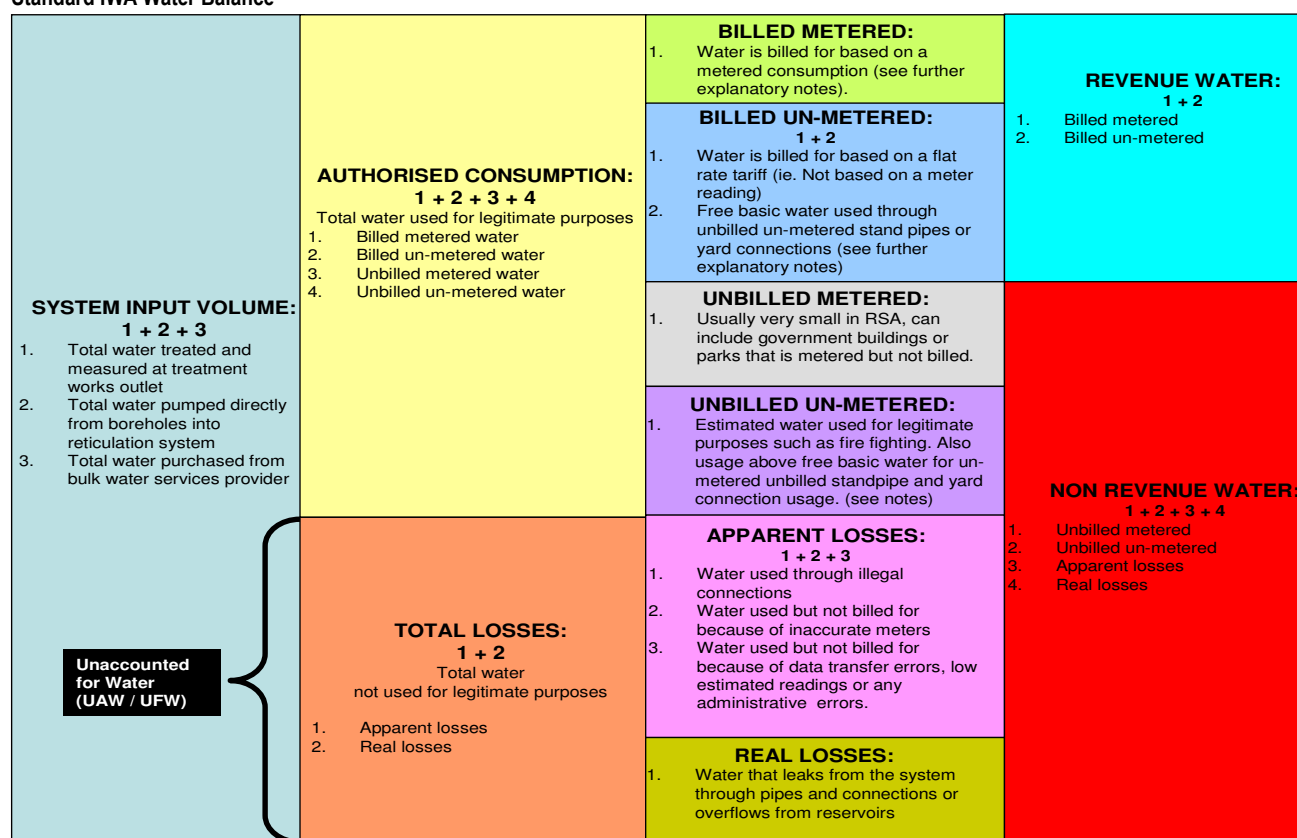 Standard IWA Water Balance
SYSTEM INPUT VOLUME:
1 + 2 + 3
1. Total water treated and
measured at treatment
works outlet
2. Total water pumped directly
from boreholes into
reticulation system
3. Total water purchased from
bulk water services provider
Unaccounted
for Water
(UAW / UFW)
AUTHORISED CONSUMPTION:
1 + 2 + 3 + 4
Total water used for legitimate purposes
1. Billed metered water
2. Billed un-metered water
3. Unbilled metered water
4. Unbilled un-metered water
TOTAL LOSSES:
1 + 2
Total water
not used for legitimate purposes
1. Apparent losses
2. Real losses
BILLED METERED:
1. Water is billed for based on a
metered consumption (see further
explanatory notes).
BILLED UN-METERED:
1 + 2
1. Water is billed for based on a flat
rate tariff (ie. Not based on a meter
reading)
2. Free basic water used through
unbilled un-metered stand pipes or
yard connections (see further
explanatory notes)
UNBILLED METERED:
1. Usually very small in RSA, can
include government buildings or
parks that is metered but not billed.
UNBILLED UN-METERED:
1. Estimated water used for legitimate
purposes such as fire fighting. Also
usage above free basic water for un-
metered unbilled standpipe and yard
connection usage. (see notes)
APPARENT LOSSES:
1 + 2 + 3
1. Water used through illegal
connections
2. Water used but not billed for
because of inaccurate meters
3. Water used but not billed for
because of data transfer errors, low
estimated readings or any
administrative errors.
REAL LOSSES:
1. Water that leaks from the system
through pipes and connections or
overflows from reservoirs
REVENUE WATER:
1 + 2
1. Billed metered
2. Billed un-metered
NON REVENUE WATER:
1 + 2 + 3 + 4
1. Unbilled metered
2. Unbilled un-metered
3. Apparent losses
4. Real losses